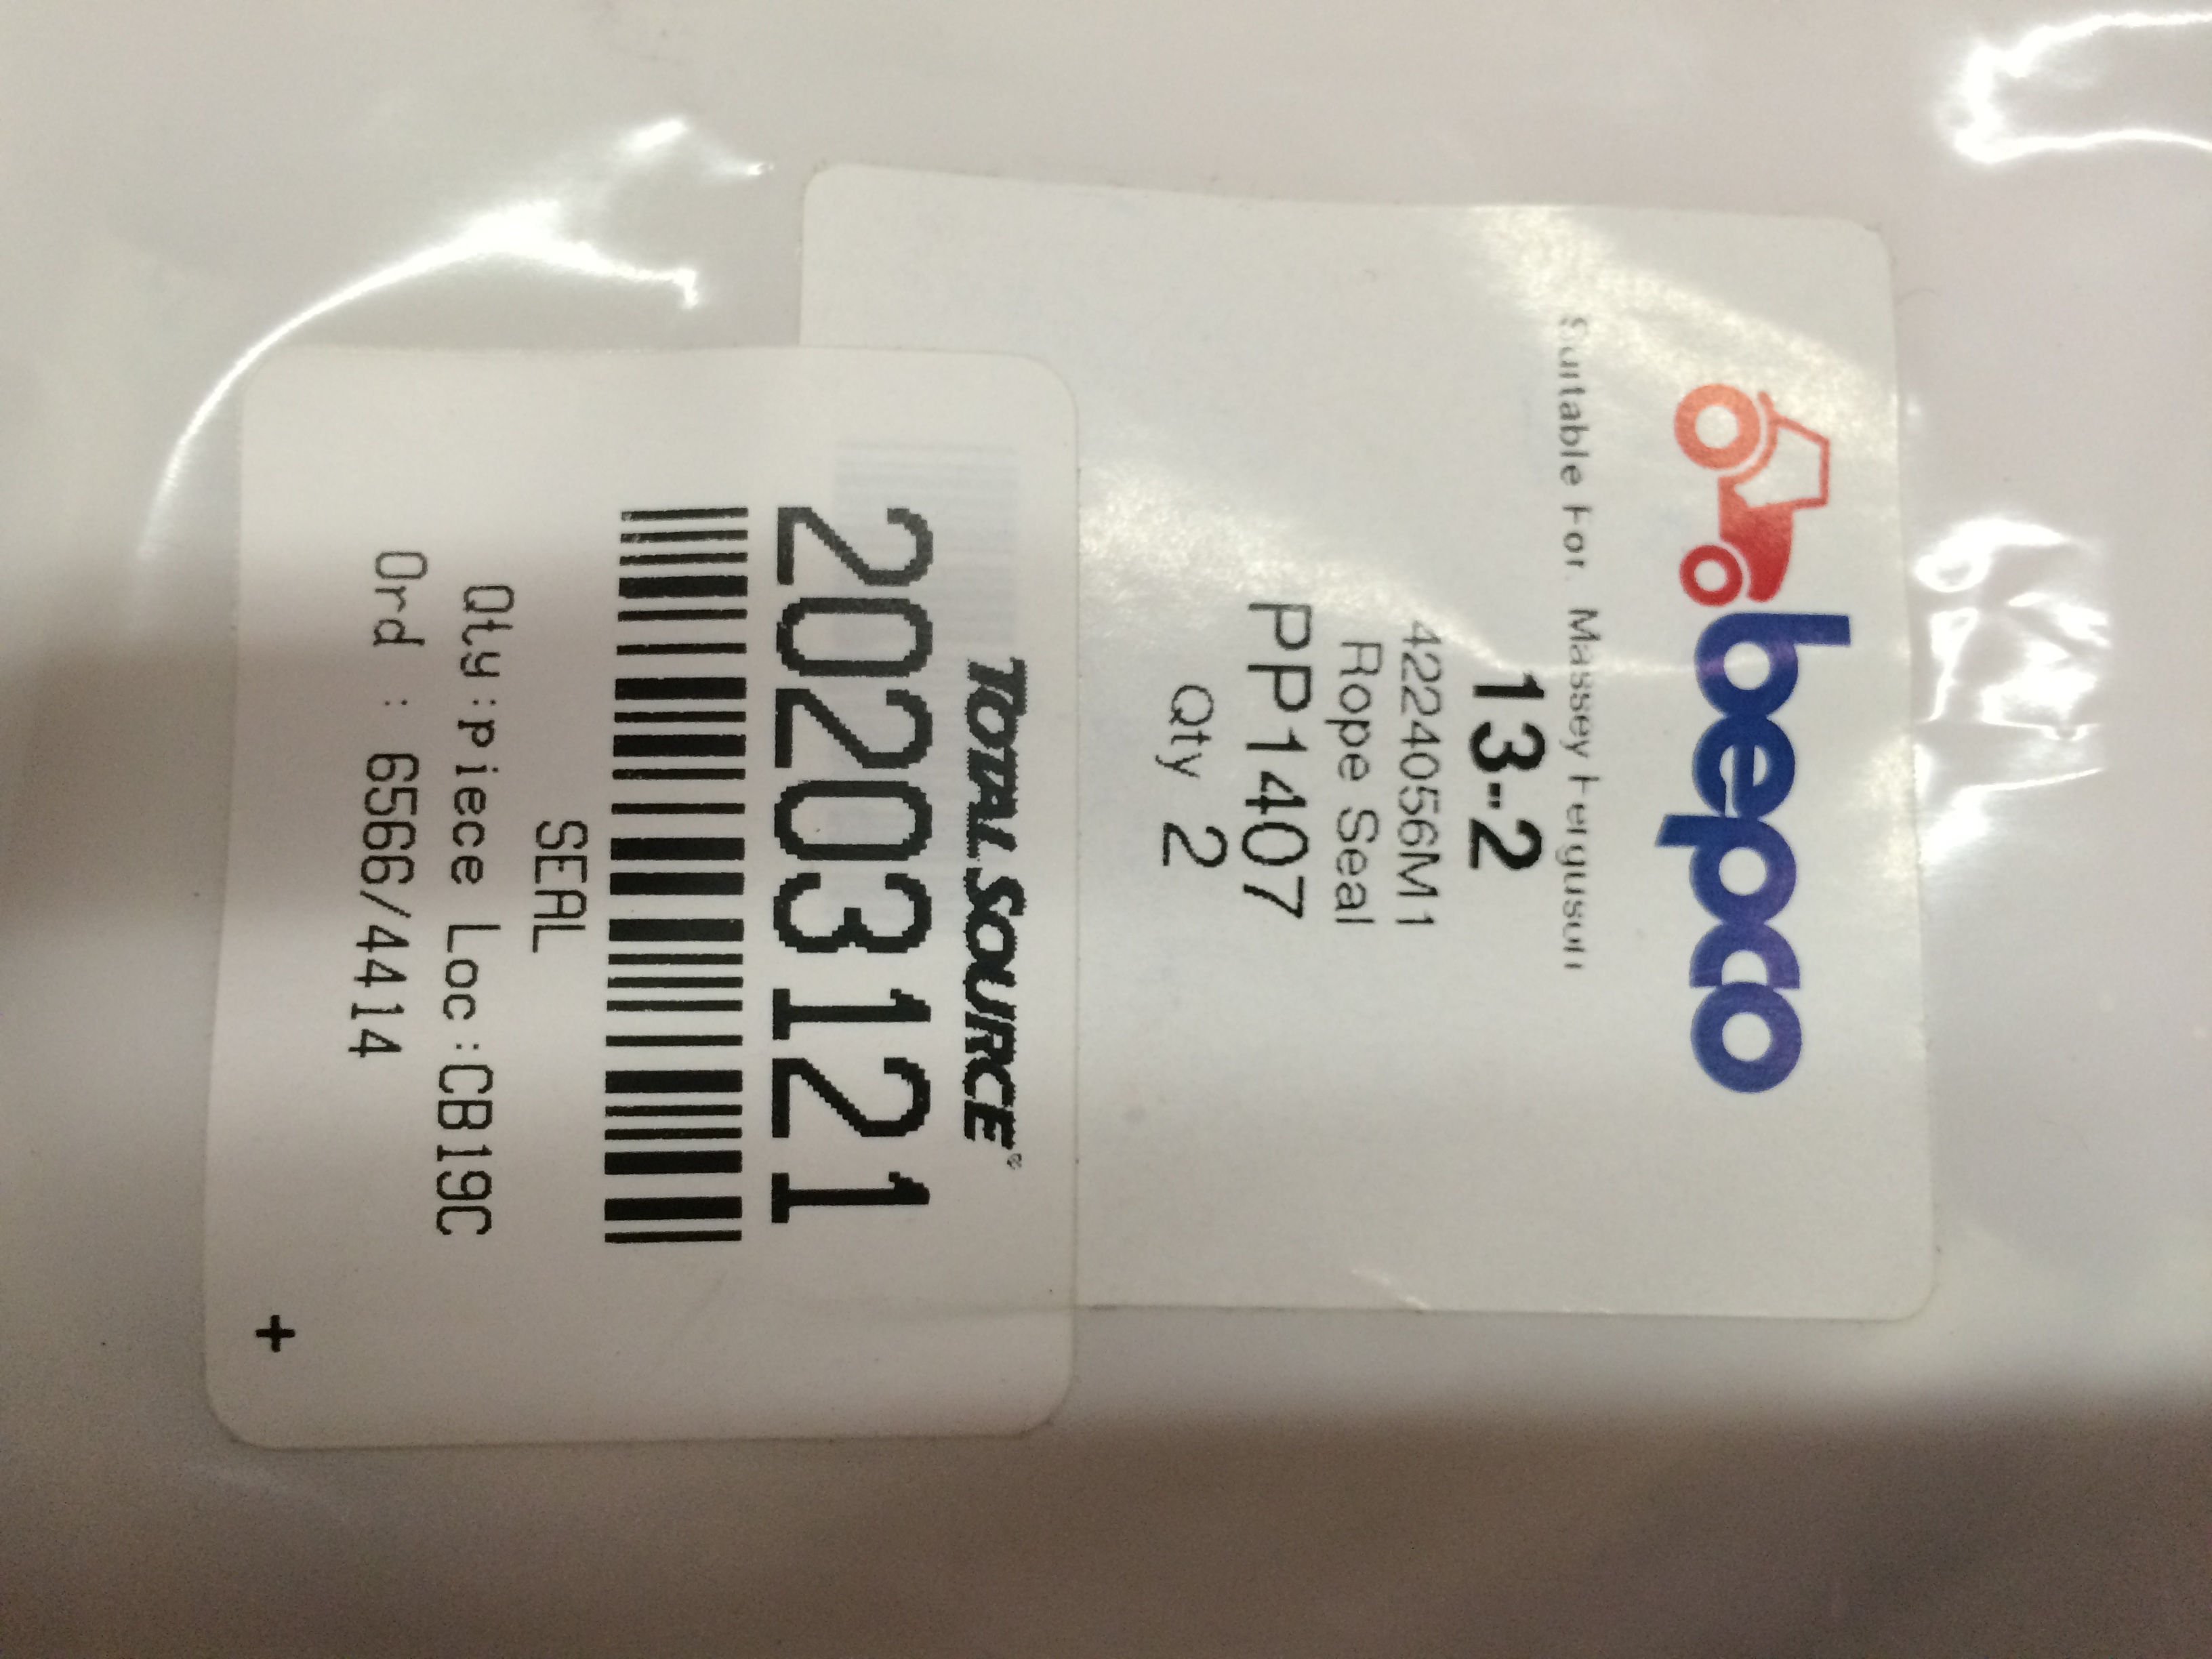 bepco
Suitable For. Massey Ferguson
13-2
4224056M1
Rope Seal
PP1407
Qty 2
TOTAL SOURCE®
20203121
SEAL
Qty:piece Loc:CB19C
Ord : 6566/4414
+